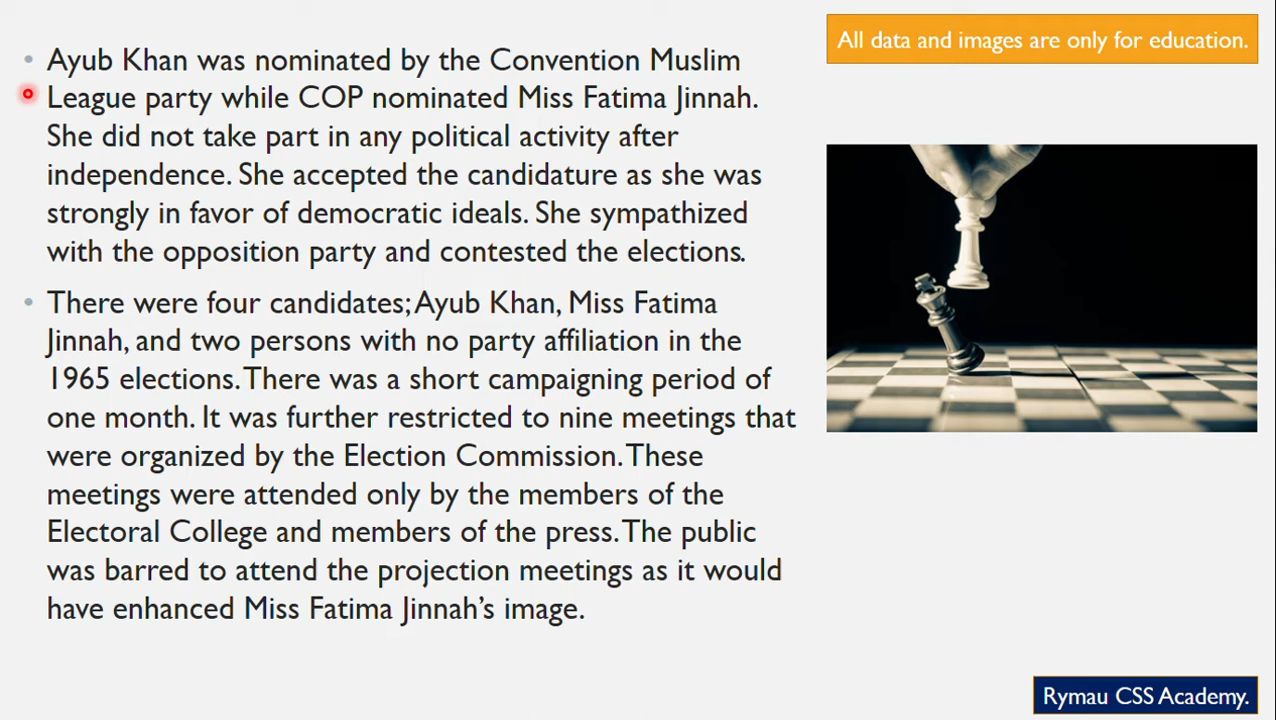 All data and images are only for education.
Ayub Khan was nominated by the Convention Muslim
League party while COP nominated Miss Fatima Jinnah.
She did not take part in any political activity after
independence. She accepted the candidature as she was
strongly in favor of democratic ideals. She sympathized
with the opposition party and contested the elections.
There were four candidates; Ayub Khan, Miss Fatima
Jinnah, and two persons with no party affiliation in the
1965 elections. There was a short campaigning period of
one month. It was further restricted to nine meetings that
were organized by the Election Commission. These
meetings were attended only by the members of the
Electoral College and members of the press. The public
was barred to attend the projection meetings as it would
have enhanced Miss Fatima Jinnah’s image.
Rymau CSS Academy.